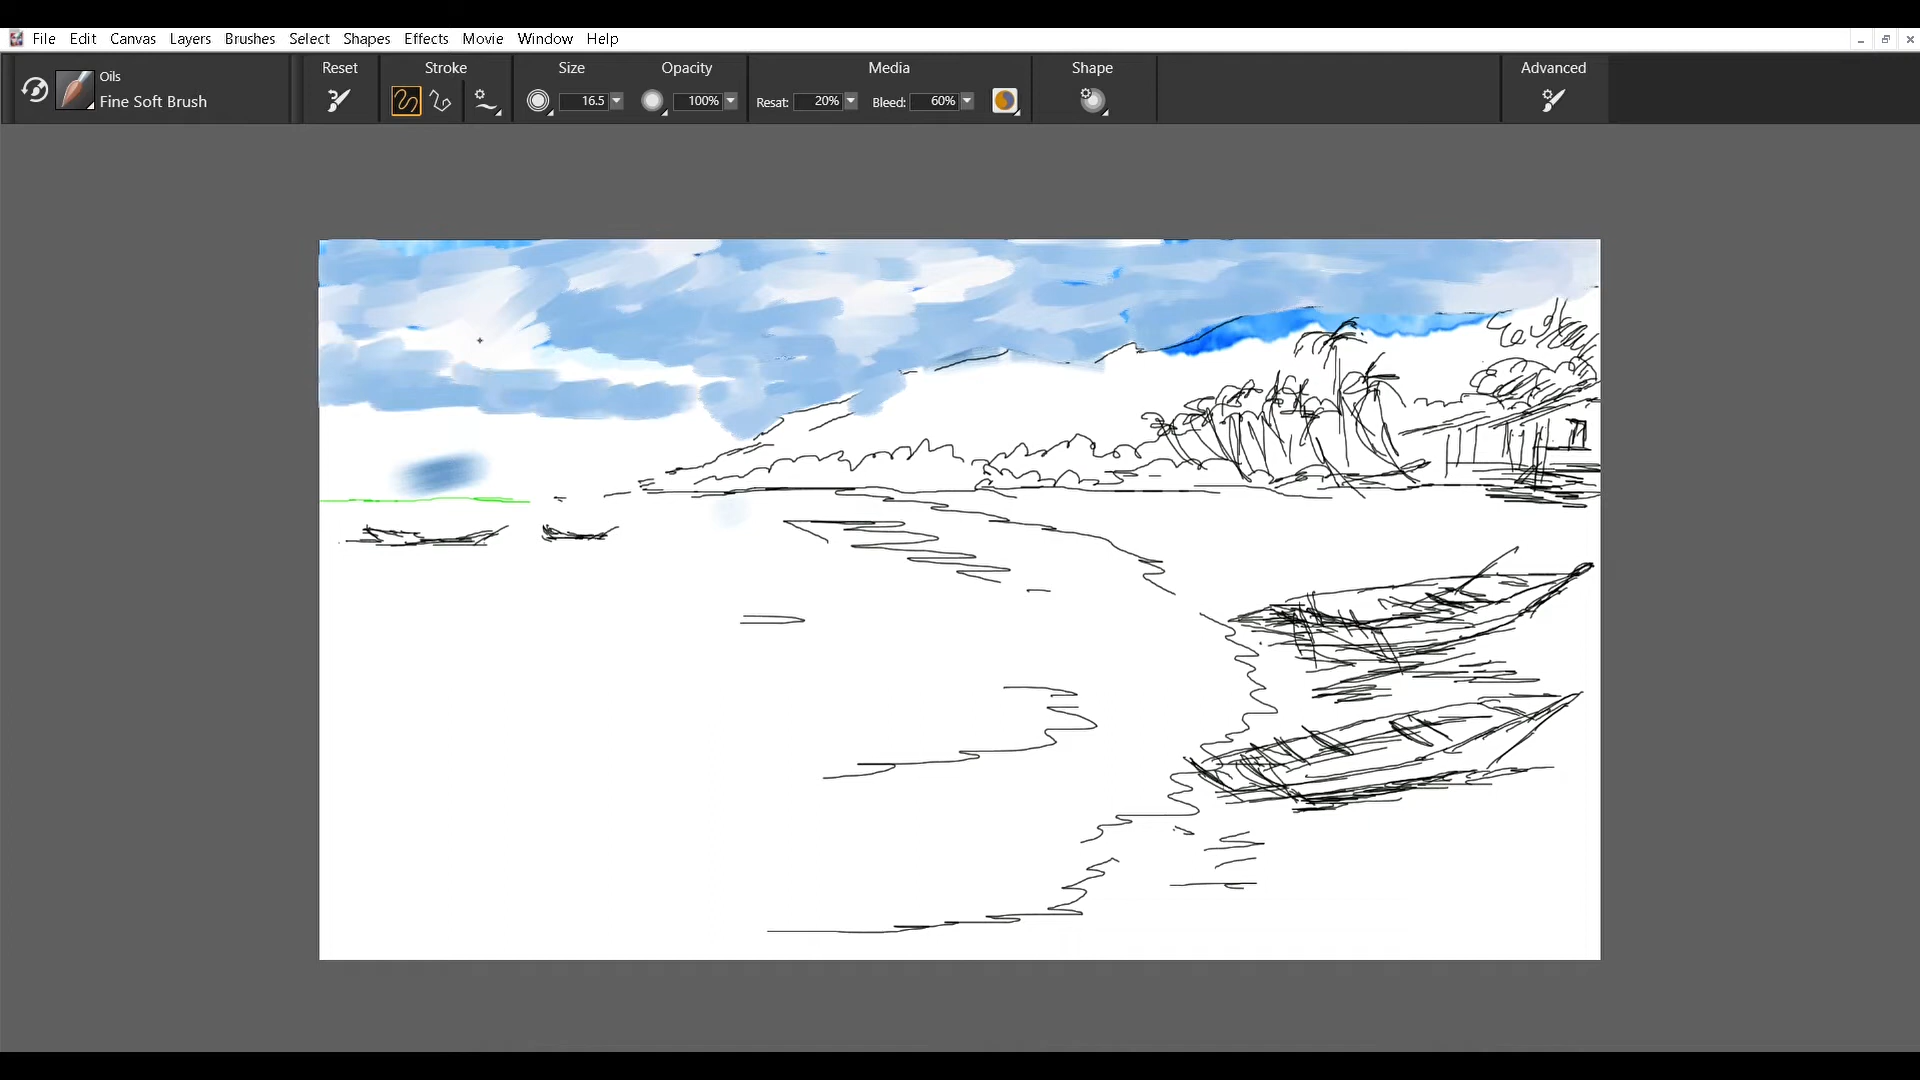 File Edit Canvas Layers Brushes Select Shapes Effects Movie Window Help
Oils
Fine Soft Brush
Reset
Stroke
Size
16.5
Opacity
100%
Media
Resat: 20% Bleed: 60%
Shape
Advanced